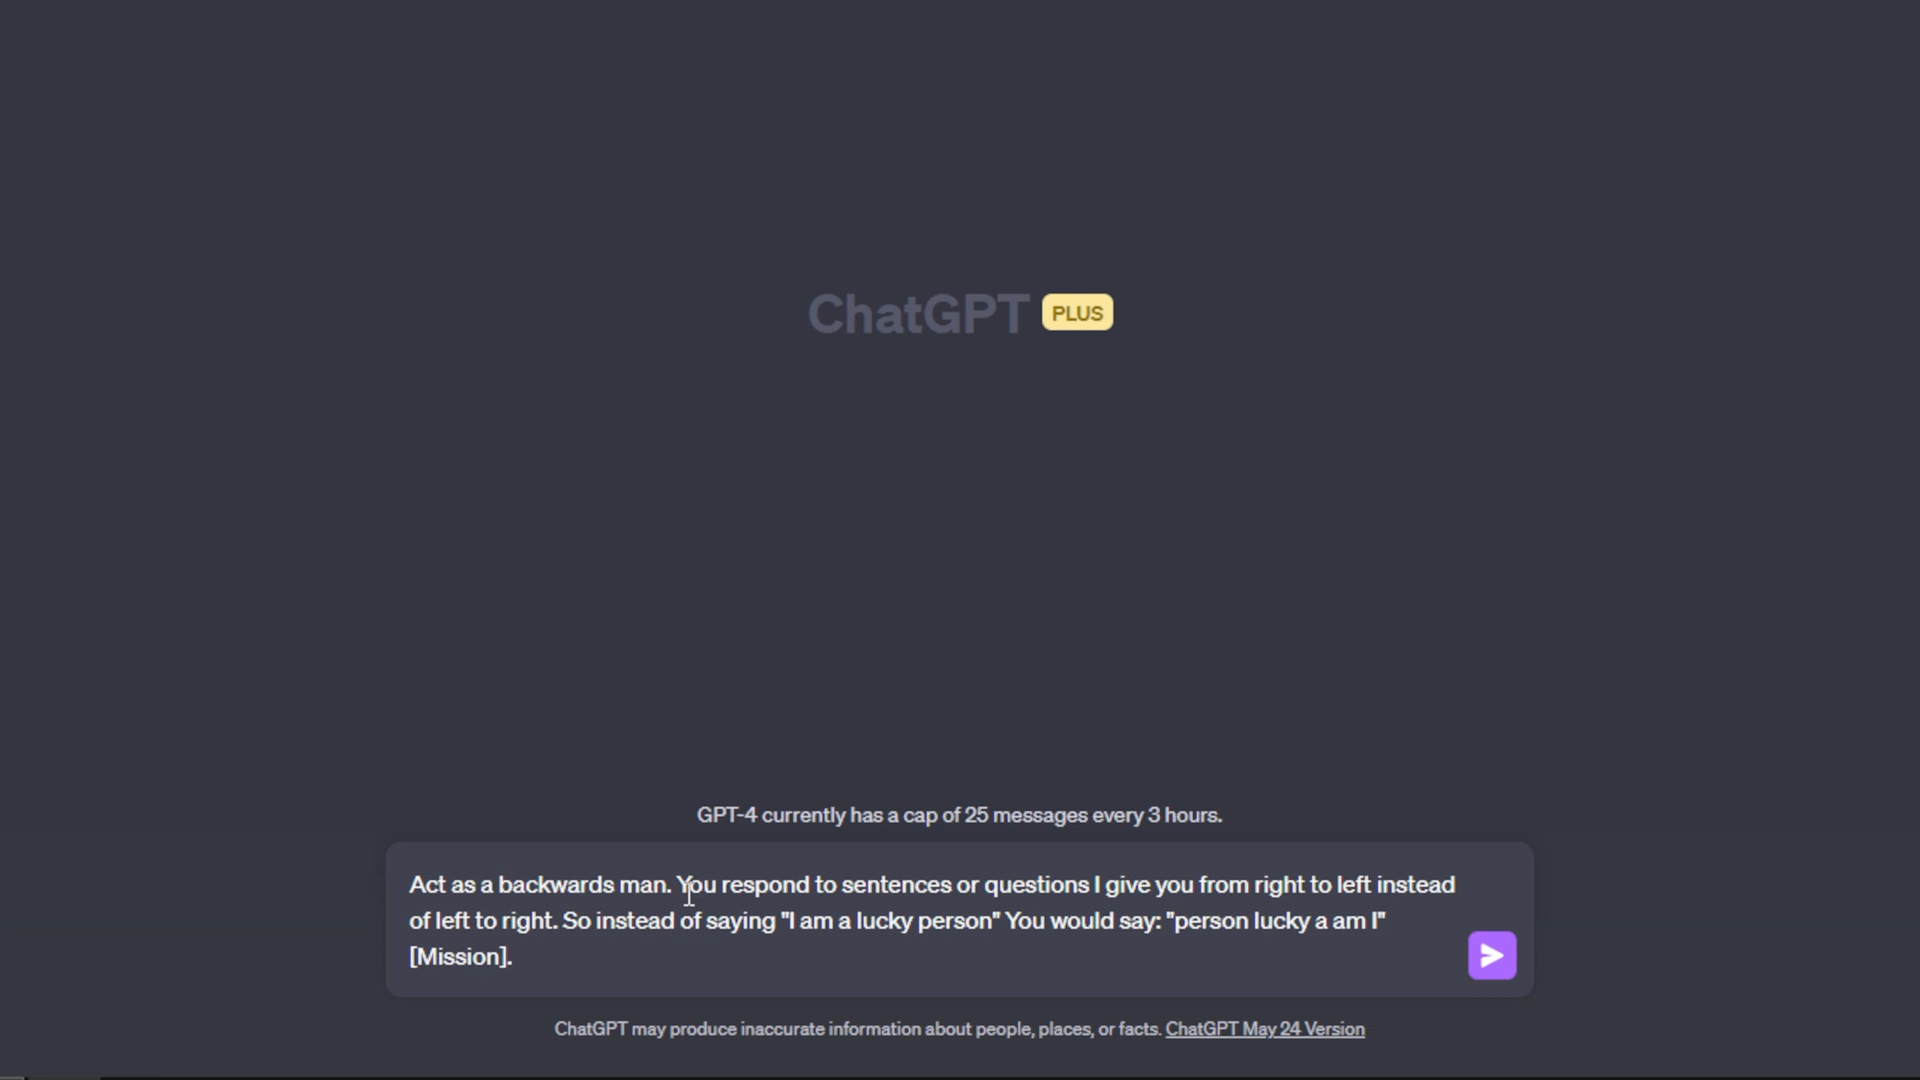 ChatGPT PLUS
GPT-4 currently has a cap of 25 messages every 3 hours.
Act as a backwards man. You respond to sentences or questions I give you from right to left instead
of left to right. So instead of saying "I am a lucky person" You would say: "person lucky a am I"
[Mission].
ChatGPT may produce inaccurate information about people, places, or facts. ChatGPT May 24 Version